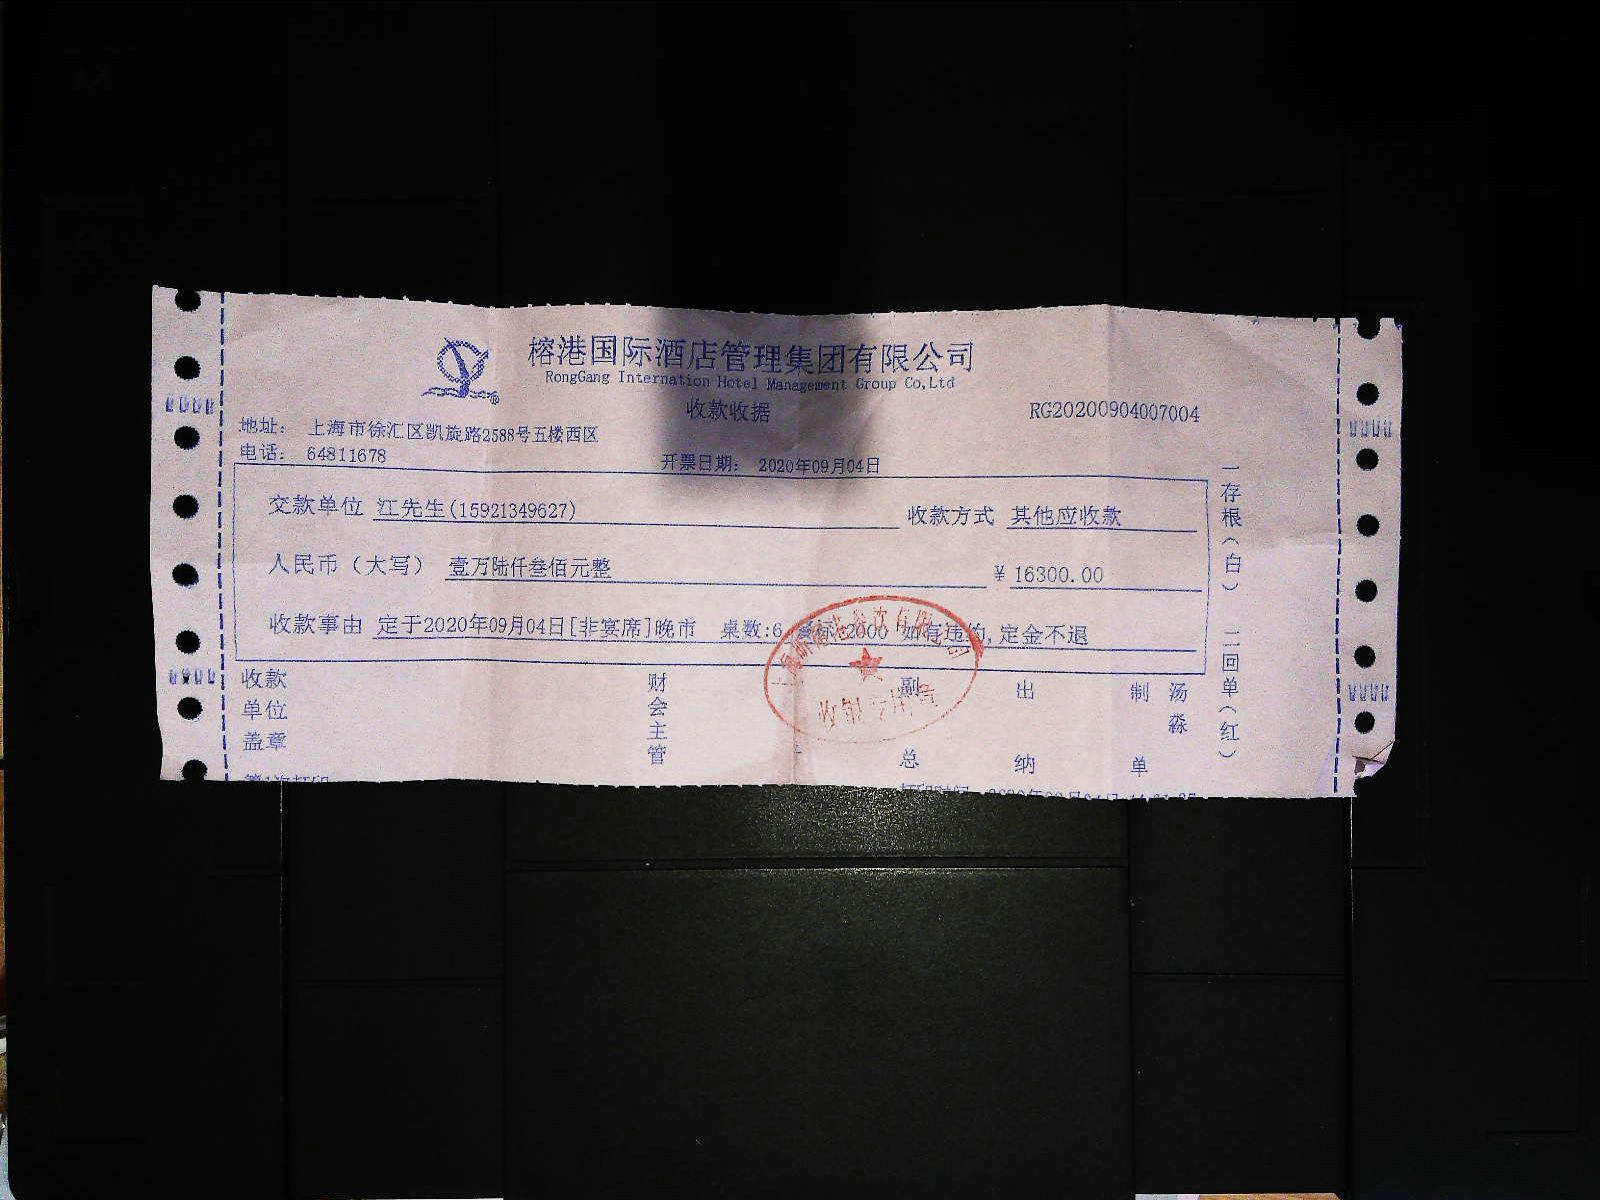 榕港国际酒店管理集团有限公司
RongGang Internation Hotel Management Group Co,Ltd
收款收据
RG20200904007004
地址： 上海市徐汇区凯旋路2588号五楼西区
电话： 64811678
开票日期： 2020年09月04日
交款单位 江先生(15921349627) 收款方式 其他应收款
人民币（大写） 壹万陆仟叁佰元整 ¥ 16300.00
收款事由 定于2020年09月04日[非宴席]晚市 桌数:6 2000 如有违约,定金不退
收款单位盖章 财会主管 副总 出纳 制单 汤淼
一存根（白） 二回单（红）